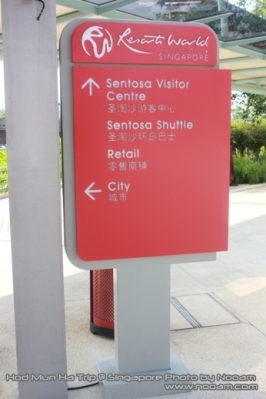 Resorts World
SINGAPORE
Sentosa Visitor
Centre
圣淘沙游客中心
Sentosa Shuttle
圣淘沙环岛巴士
Retail
零售商铺
City
城市
Hod Mun Ha Trip @ Singapore Photo by Nooam
www.nooam.com